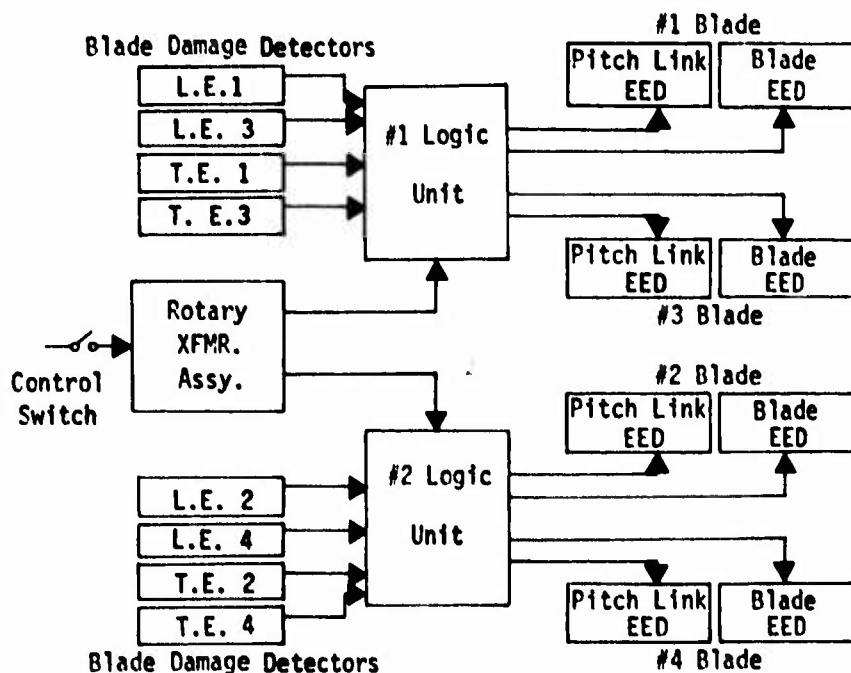 Blade Damage Detectors
L.E.1
L.E. 3
T.E. 1
T. E.3
#1 Logic
Unit
#1 Blade
Pitch Link
EED
Blade
EED
Pitch Link
EED
Blade
EED
#3 Blade
Rotary
XFMR.
Assy.
Control
Switch
#2 Blade
Pitch Link
EED
Blade
EED
#2 Logic
Unit
L.E. 2
L.E. 4
T.E. 2
T.E. 4
Blade Damage Detectors
Pitch Link
EED
Blade
EED
#4 Blade